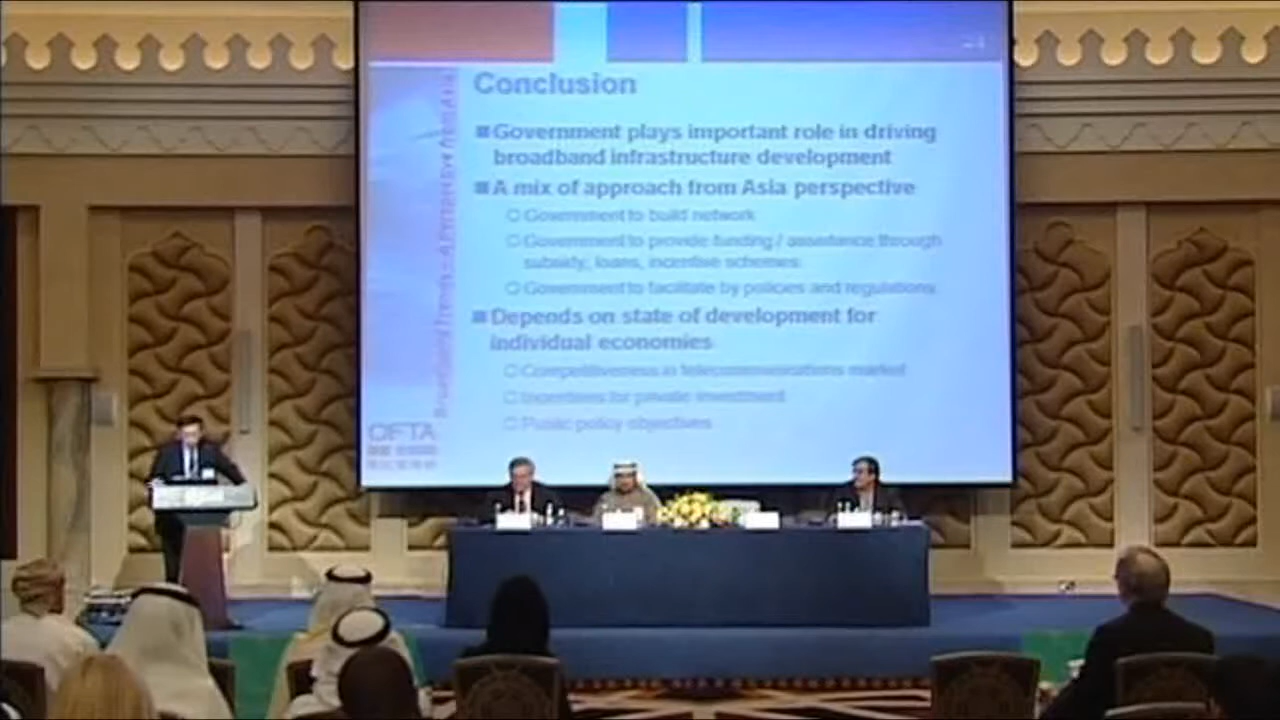 Conclusion
Government plays important role in driving
broadband infrastructure development
A mix of approach from Asia perspective
Government to build network
Government to provide funding / assistance through
subsidy, loans, incentive schemes
Government to facilitate by policies and regulations
Depends on state of development for
individual economies
Competitiveness in telecommunications market
Incentives for private investment
Public policy objectives
OFTA